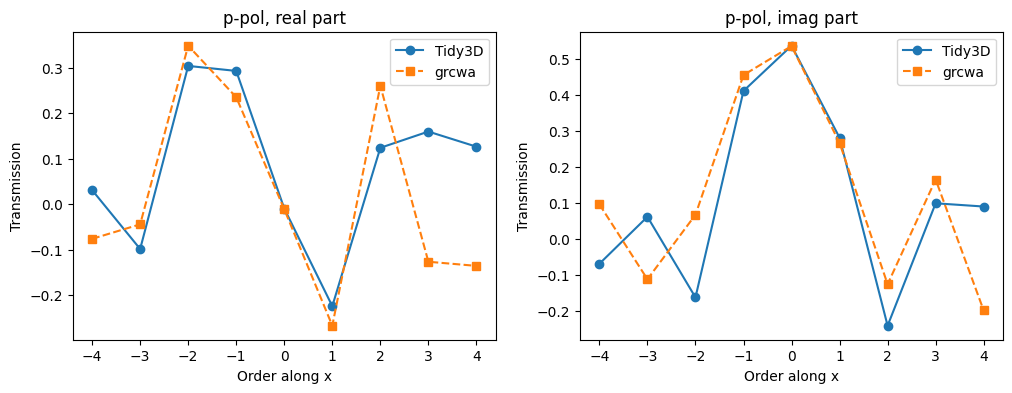 p-pol, real part
Tidy3D
grcwa
Transmission
0.3
0.2
0.1
0.0
−0.1
−0.2
−4 −3 −2 −1 0 1 2 3 4
Order along x
p-pol, imag part
Tidy3D
grcwa
Transmission
0.5
0.4
0.3
0.2
0.1
0.0
−0.1
−0.2
−4 −3 −2 −1 0 1 2 3 4
Order along x